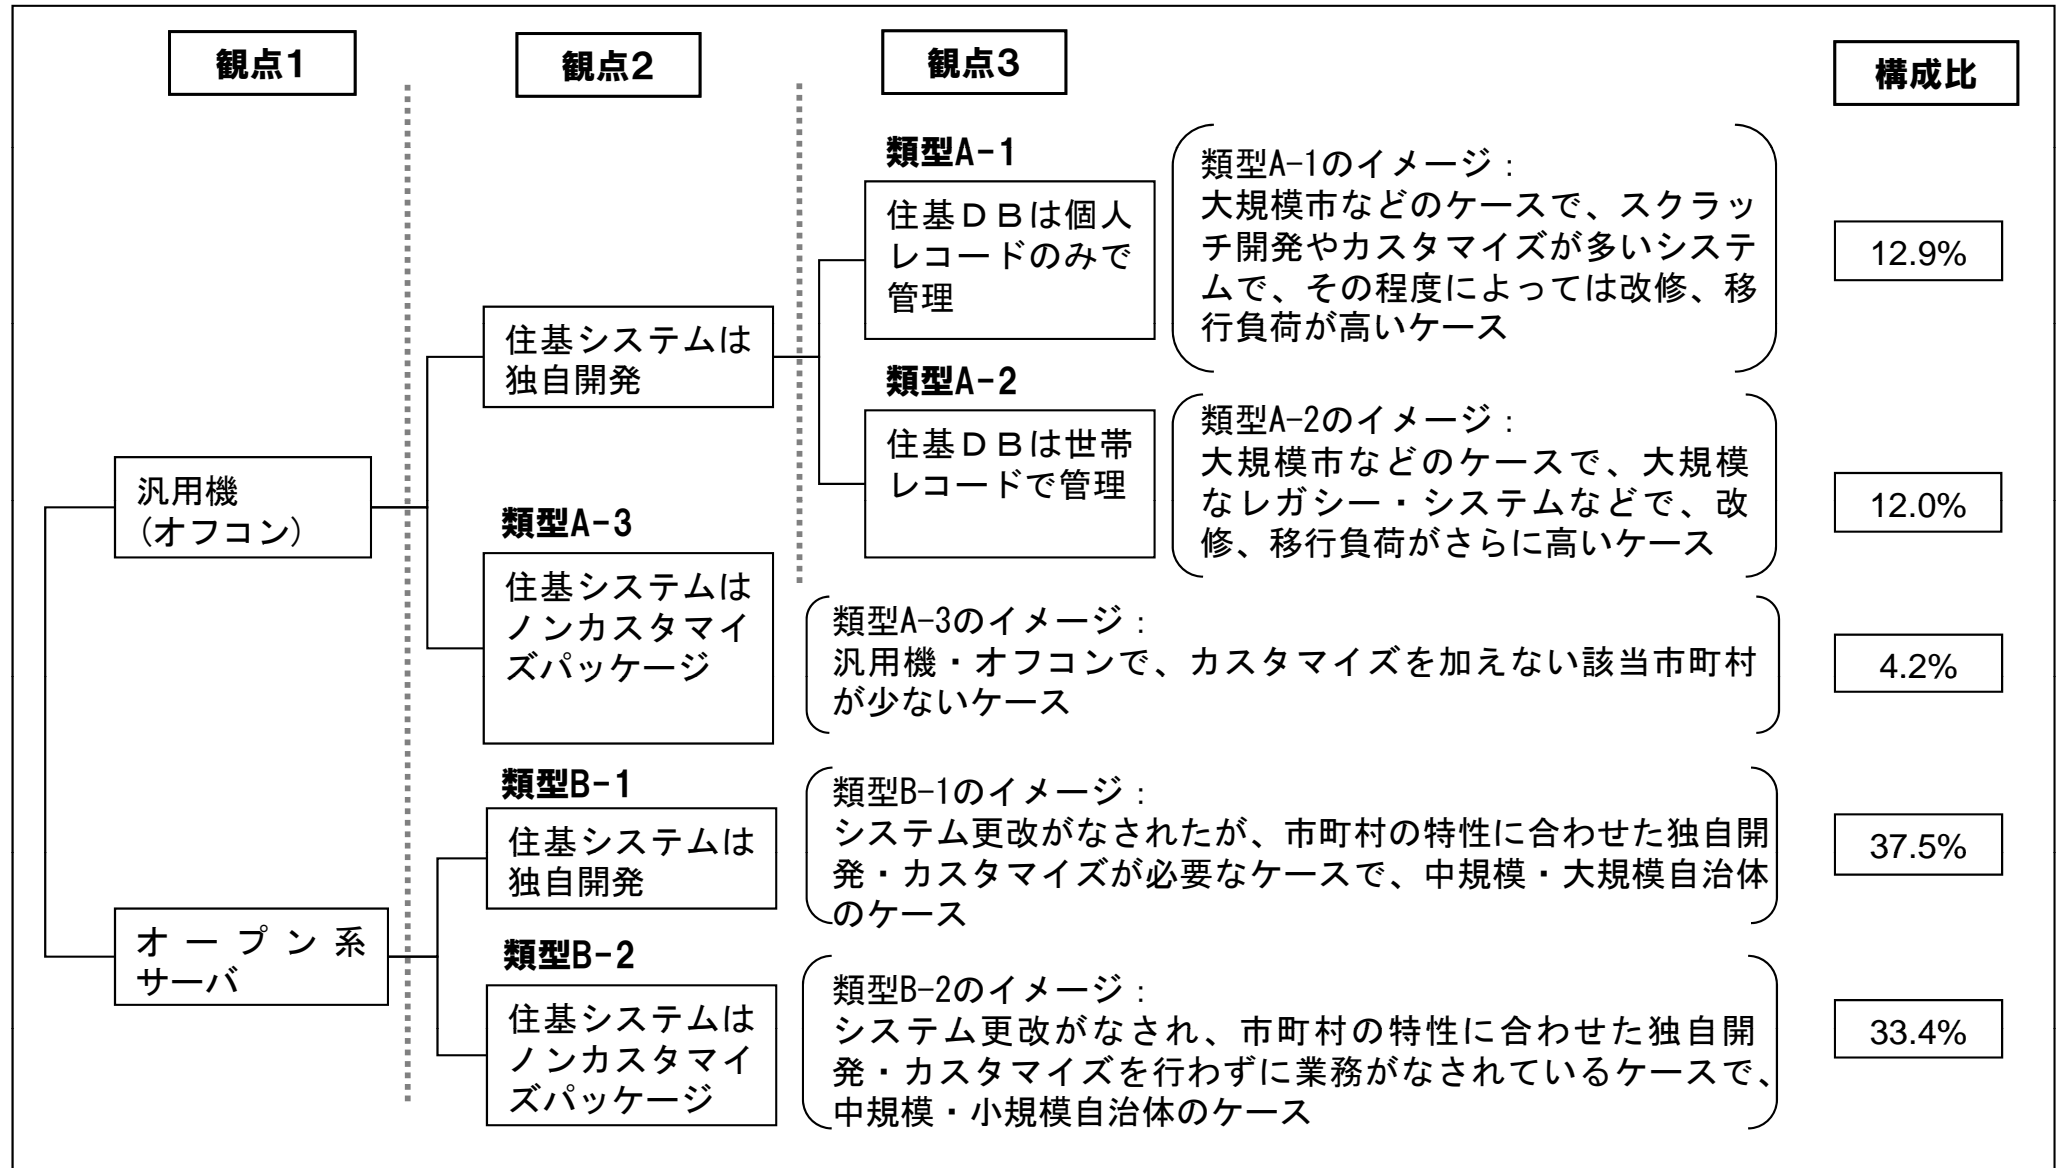 観点1
観点2
観点3
構成比
類型A-1
住基ＤＢは個人
レコードのみで
管理
類型A-1のイメージ：
大規模市などのケースで、スクラッ
チ開発やカスタマイズが多いシステ
ムで、その程度によっては改修、移
行負荷が高いケース
12.9%
住基システムは
独自開発
類型A-2
住基ＤＢは世帯
レコードで管理
類型A-2のイメージ：
大規模市などのケースで、大規模
なレガシー・システムなどで、改
修、移行負荷がさらに高いケース
12.0%
汎用機
(オフコン)
類型A-3
住基システムは
ノンカスタマイ
ズパッケージ
類型A-3のイメージ：
汎用機・オフコンで、カスタマイズを加えない該当市町村
が少ないケース
4.2%
類型B-1
住基システムは
独自開発
類型B-1のイメージ：
システム更改がなされたが、市町村の特性に合わせた独自開
発・カスタマイズが必要なケースで、中規模・大規模自治体
のケース
37.5%
オープン系
サーバ
類型B-2
住基システムは
ノンカスタマイ
ズパッケージ
類型B-2のイメージ：
システム更改がなされ、市町村の特性に合わせた独自開
発・カスタマイズを行わずに業務がなされているケースで、
中規模・小規模自治体のケース
33.4%